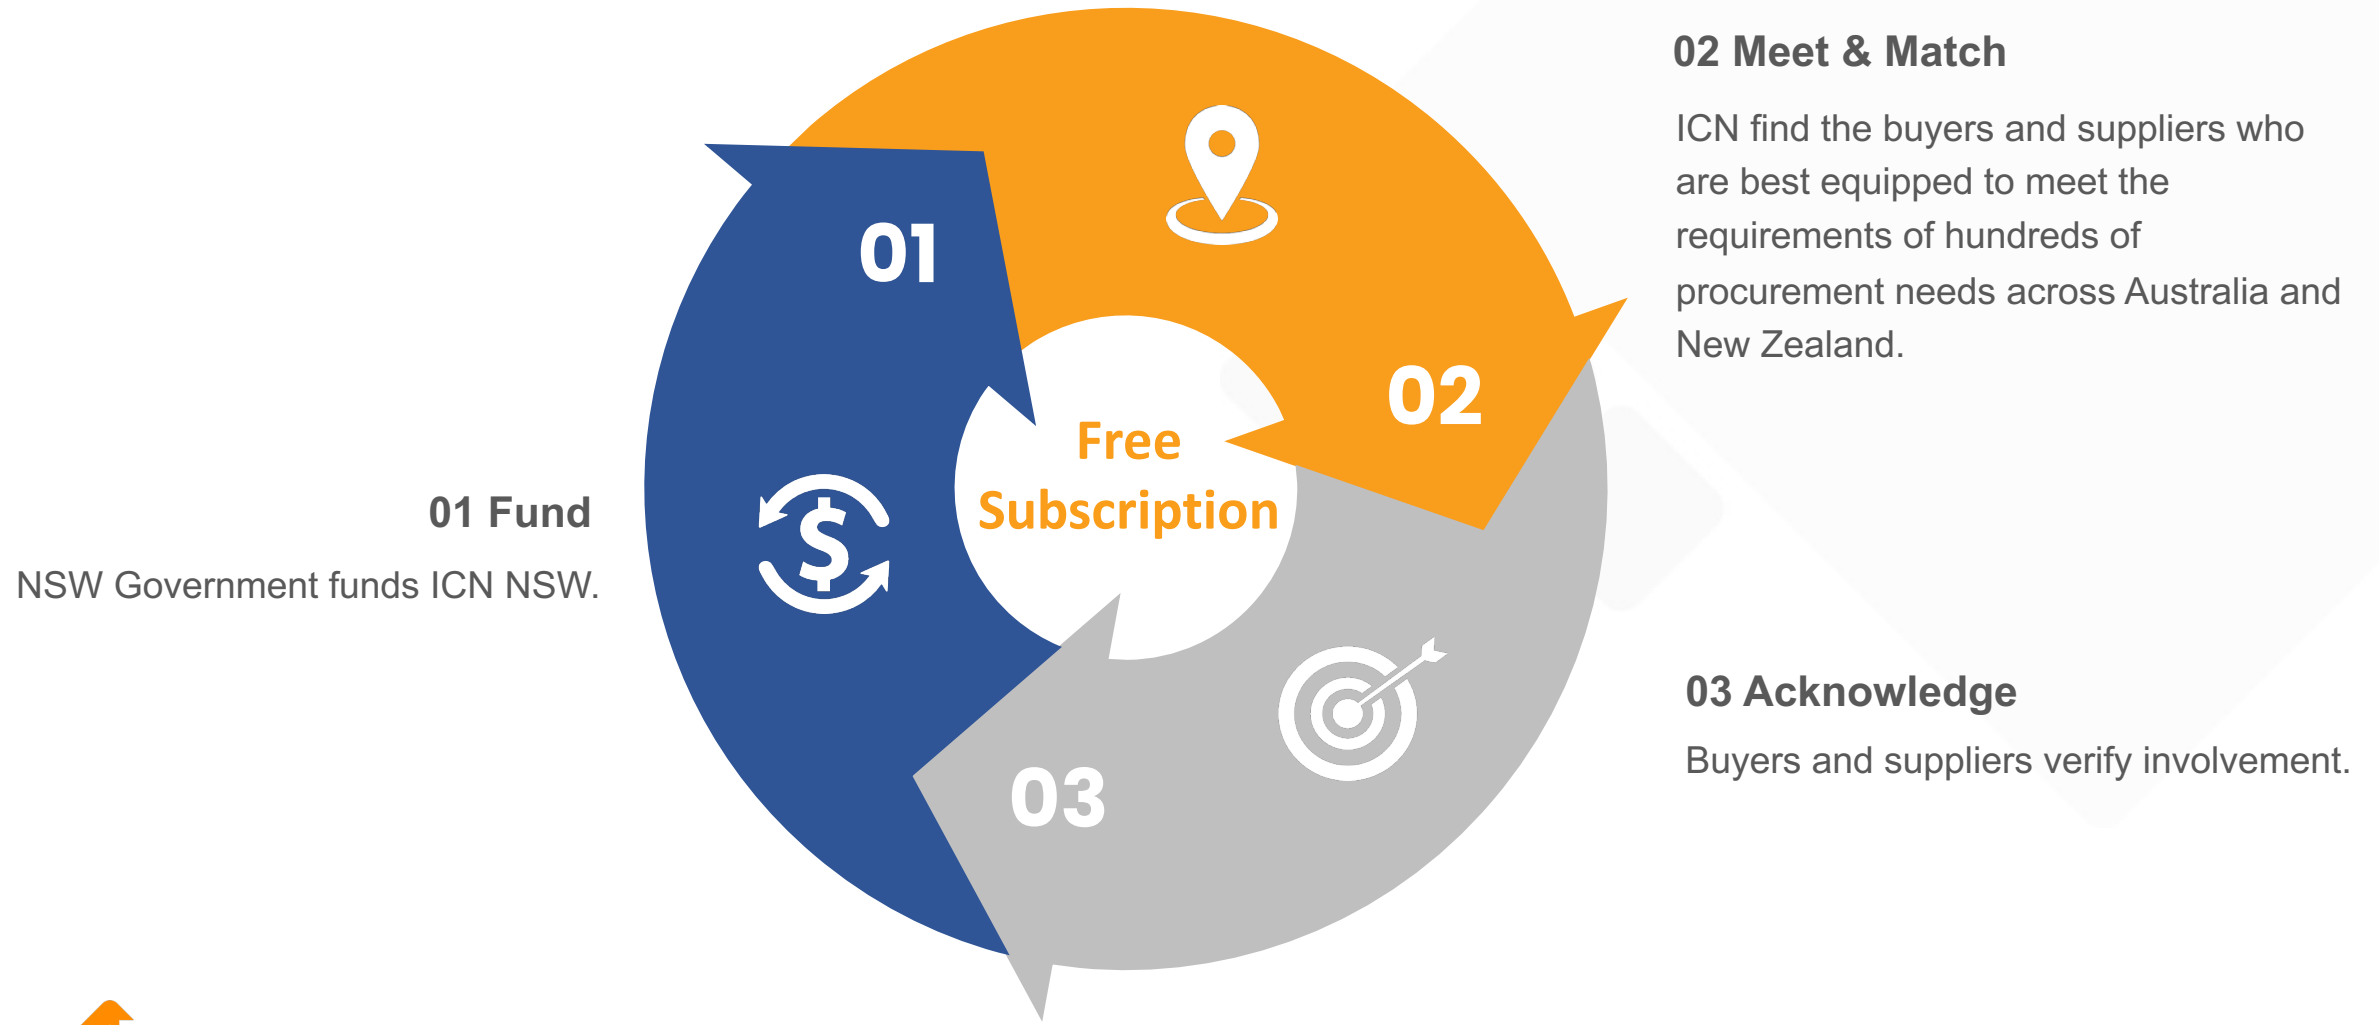 01 Fund
NSW Government funds ICN NSW.
01
02
03
Free
Subscription
02 Meet & Match
ICN find the buyers and suppliers who
are best equipped to meet the
requirements of hundreds of
procurement needs across Australia and
New Zealand.
03 Acknowledge
Buyers and suppliers verify involvement.